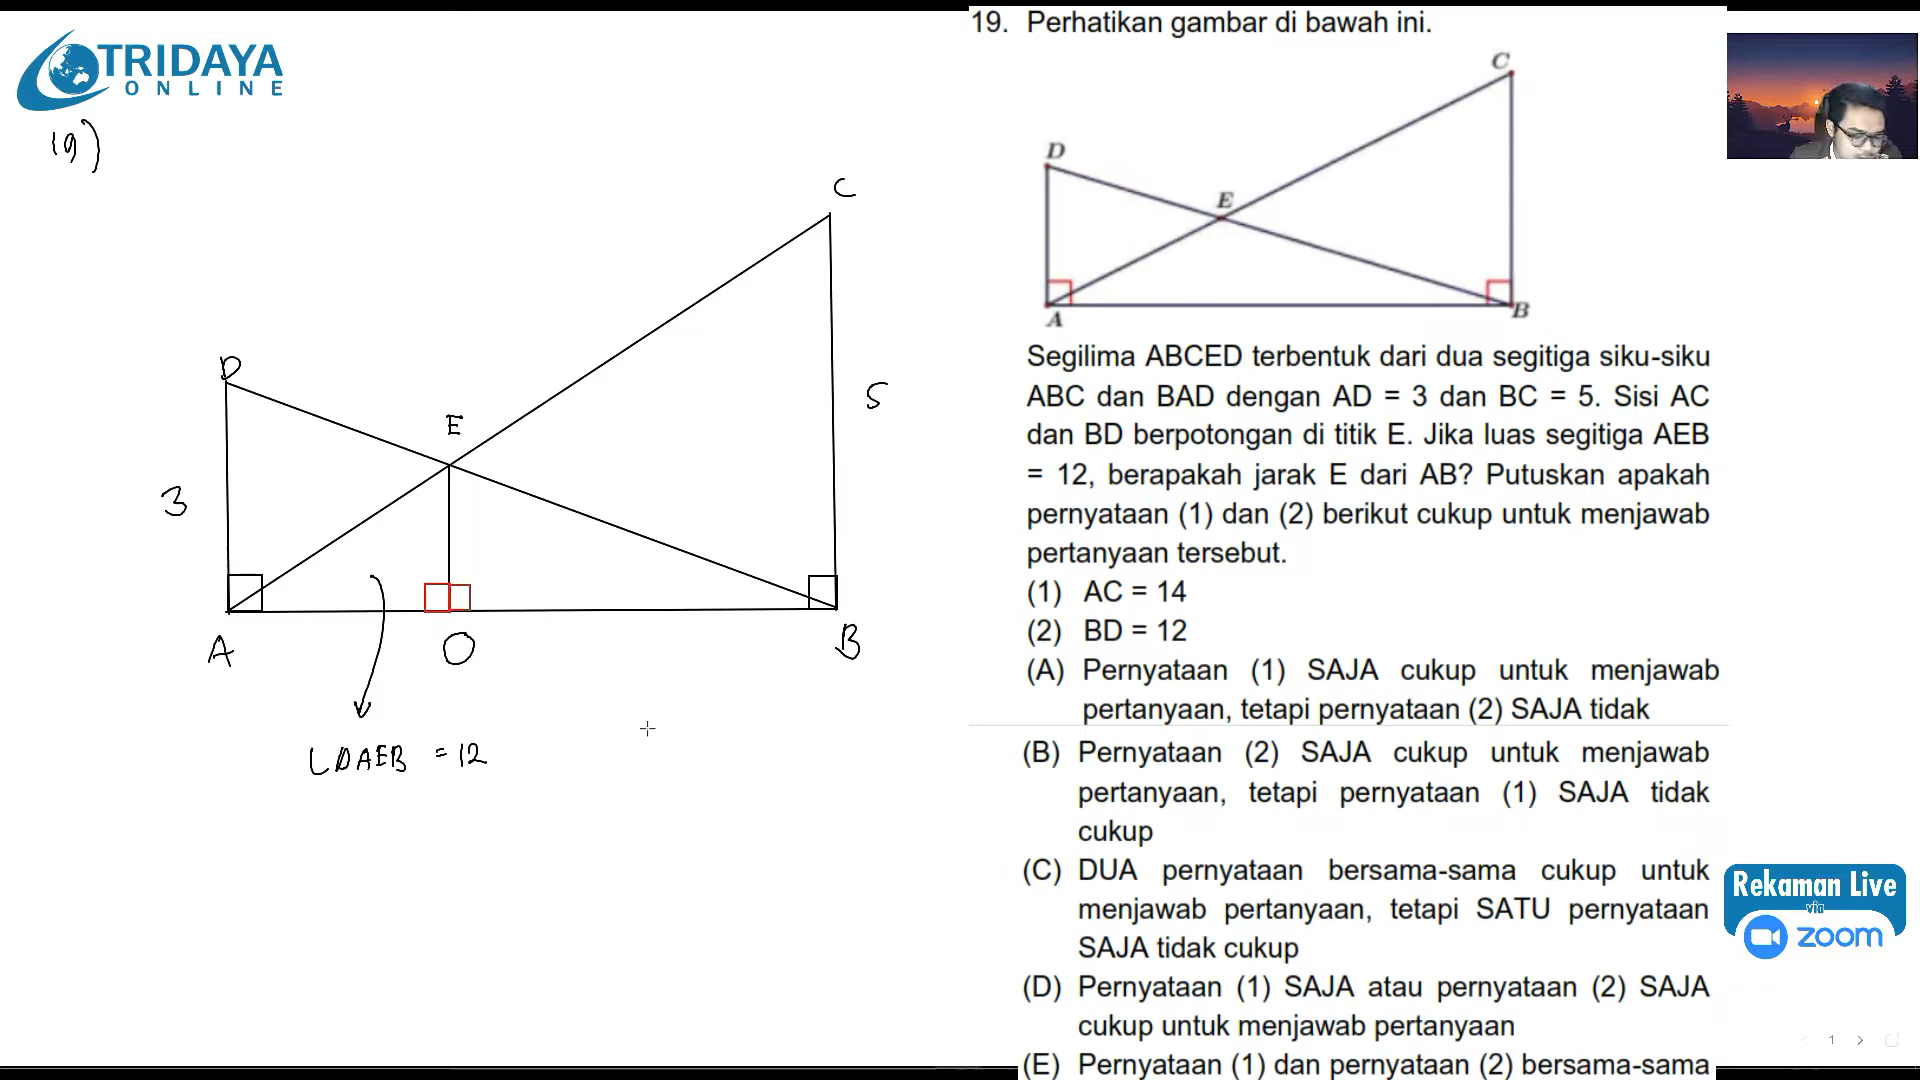 TRIDAYA
ONLINE
19)
C
D
E
3
5
A
O
B
L∆AEB = 12
19. Perhatikan gambar di bawah ini.
C
D
E
A
B
Segilima ABCED terbentuk dari dua segitiga siku-siku
ABC dan BAD dengan AD = 3 dan BC = 5. Sisi AC
dan BD berpotongan di titik E. Jika luas segitiga AEB
= 12, berapakah jarak E dari AB? Putuskan apakah
pernyataan (1) dan (2) berikut cukup untuk menjawab
pertanyaan tersebut.
(1) AC = 14
(2) BD = 12
(A) Pernyataan (1) SAJA cukup untuk menjawab
pertanyaan, tetapi pernyataan (2) SAJA tidak
(B) Pernyataan (2) SAJA cukup untuk menjawab
pertanyaan, tetapi pernyataan (1) SAJA tidak
cukup
(C) DUA pernyataan bersama-sama cukup untuk
menjawab pertanyaan, tetapi SATU pernyataan
SAJA tidak cukup
(D) Pernyataan (1) SAJA atau pernyataan (2) SAJA
cukup untuk menjawab pertanyaan
(E) Pernyataan (1) dan pernyataan (2) bersama-sama
Rekaman Live
via
zoom
1